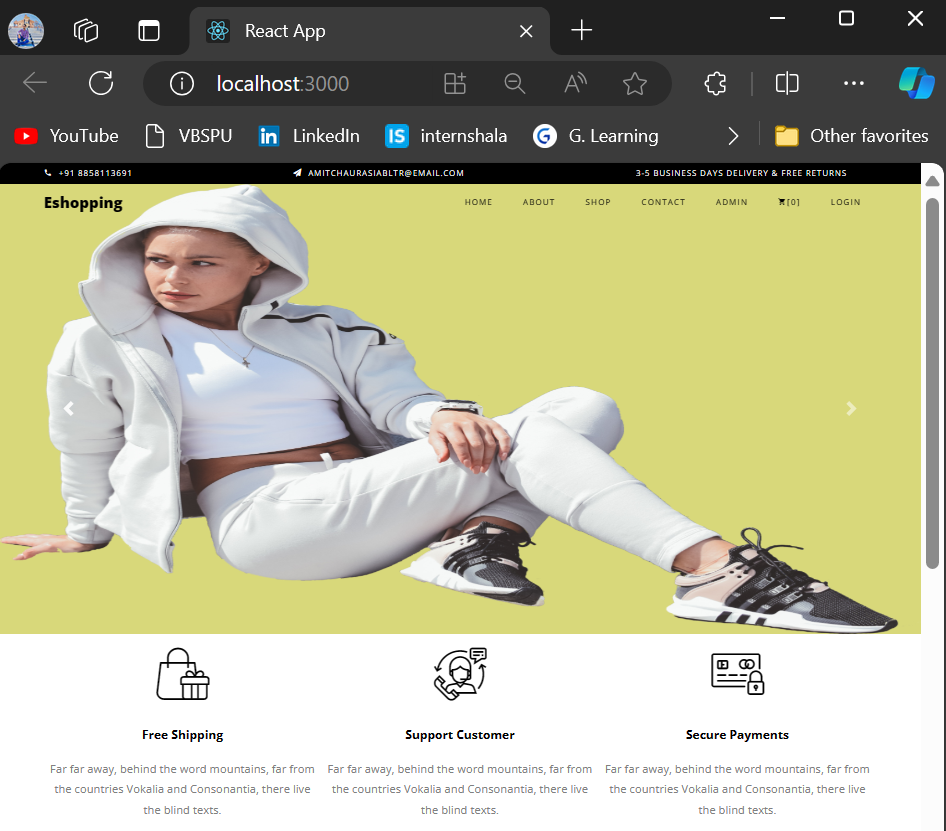 React App
localhost:3000
YouTube VBSPU LinkedIn IS internshala G G. Learning Other favorites
+91 8858113691 AMITCHAURASIABLTR@EMAIL.COM 3-5 BUSINESS DAYS DELIVERY & FREE RETURNS
Eshopping HOME ABOUT SHOP CONTACT ADMIN [0] LOGIN
Free Shipping Support Customer Secure Payments
Far far away, behind the word mountains, far from Far far away, behind the word mountains, far from Far far away, behind the word mountains, far from
the countries Vokalia and Consonantia, there live the countries Vokalia and Consonantia, there live the countries Vokalia and Consonantia, there live
the blind texts. the blind texts. the blind texts.